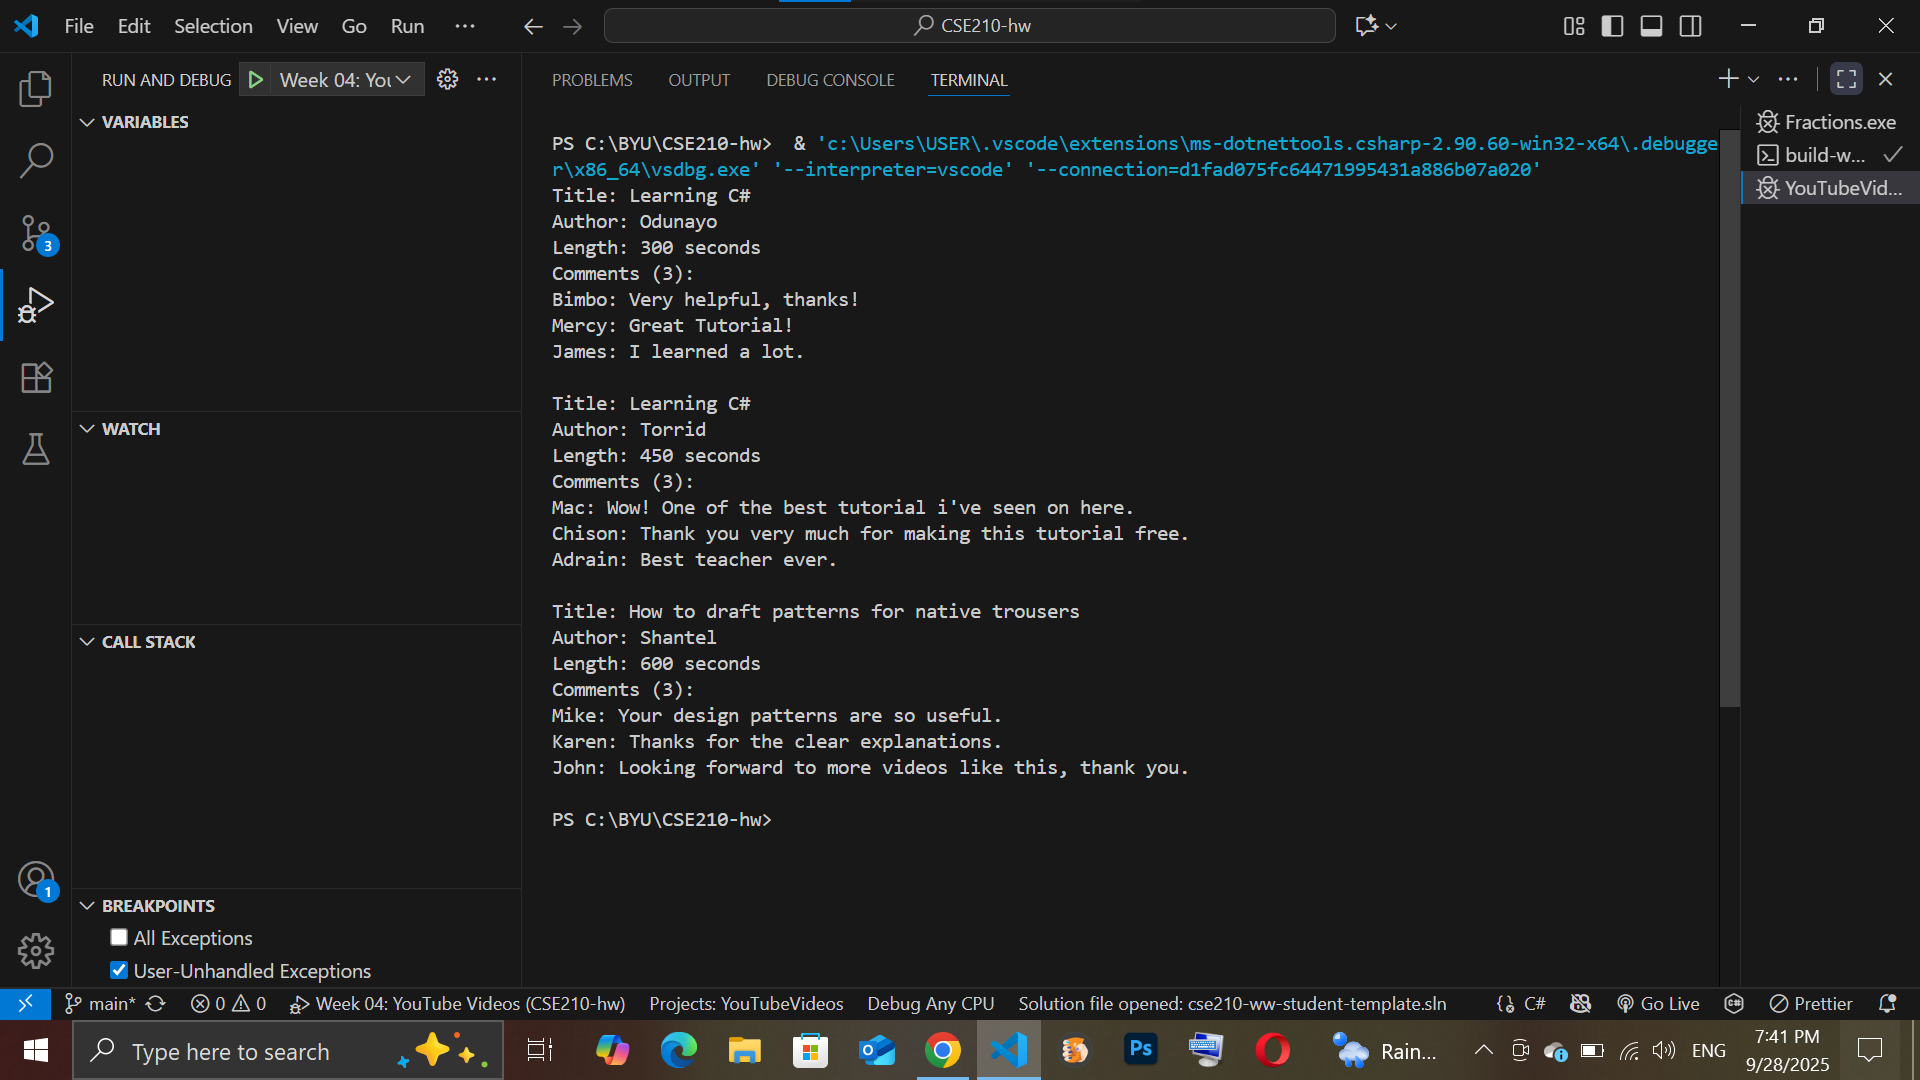 File Edit Selection View Go Run ··· CSE210-hw
RUN AND DEBUG Week 04: You ···
PROBLEMS OUTPUT DEBUG CONSOLE TERMINAL
VARIABLES
WATCH
CALL STACK
BREAKPOINTS
All Exceptions
User-Unhandled Exceptions
3
1
PS C:\BYU\CSE210-hw>  & 'c:\Users\USER\.vscode\extensions\ms-dotnettools.csharp-2.90.60-win32-x64\.debugge
r\x86_64\vsdbg.exe' '--interpreter=vscode' '--connection=d1fad075fc64471995431a886b07a020'
Title: Learning C#
Author: Odunayo
Length: 300 seconds
Comments (3):
Bimbo: Very helpful, thanks!
Mercy: Great Tutorial!
James: I learned a lot.
Title: Learning C#
Author: Torrid
Length: 450 seconds
Comments (3):
Mac: Wow! One of the best tutorial i've seen on here.
Chison: Thank you very much for making this tutorial free.
Adrain: Best teacher ever.
Title: How to draft patterns for native trousers
Author: Shantel
Length: 600 seconds
Comments (3):
Mike: Your design patterns are so useful.
Karen: Thanks for the clear explanations.
John: Looking forward to more videos like this, thank you.
PS C:\BYU\CSE210-hw>
Fractions.exe
build-w...
YouTubeVid...
main* 0 0 Week 04: YouTube Videos (CSE210-hw) Projects: YouTubeVideos Debug Any CPU Solution file opened: cse210-ww-student-template.sln C# Go Live Prettier
Type here to search
Ps
Rain...
ENG
7:41 PM
9/28/2025